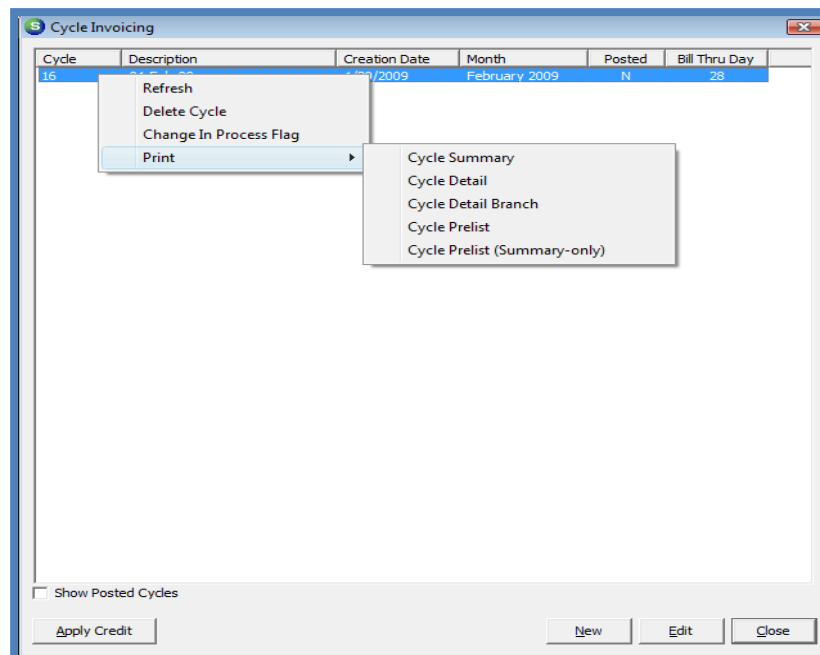 S Cycle Invoicing
Cycle Description Creation Date Month Posted Bill Thru Day
16 /2009 February 2009 N 28
Refresh
Delete Cycle
Change In Process Flag
Print
Cycle Summary
Cycle Detail
Cycle Detail Branch
Cycle Prelist
Cycle Prelist (Summary-only)
Show Posted Cycles
Apply Credit New Edit Close